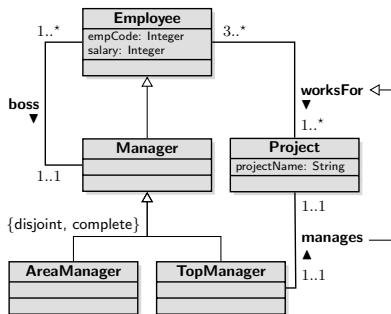 Employee
1..*
3..*
empCode: Integer
salary: Integer
boss
worksFor
1..*
Manager
Project
projectName: String
1..1
1..1
{disjoint, complete}
manages
AreaManager
TopManager
1..1